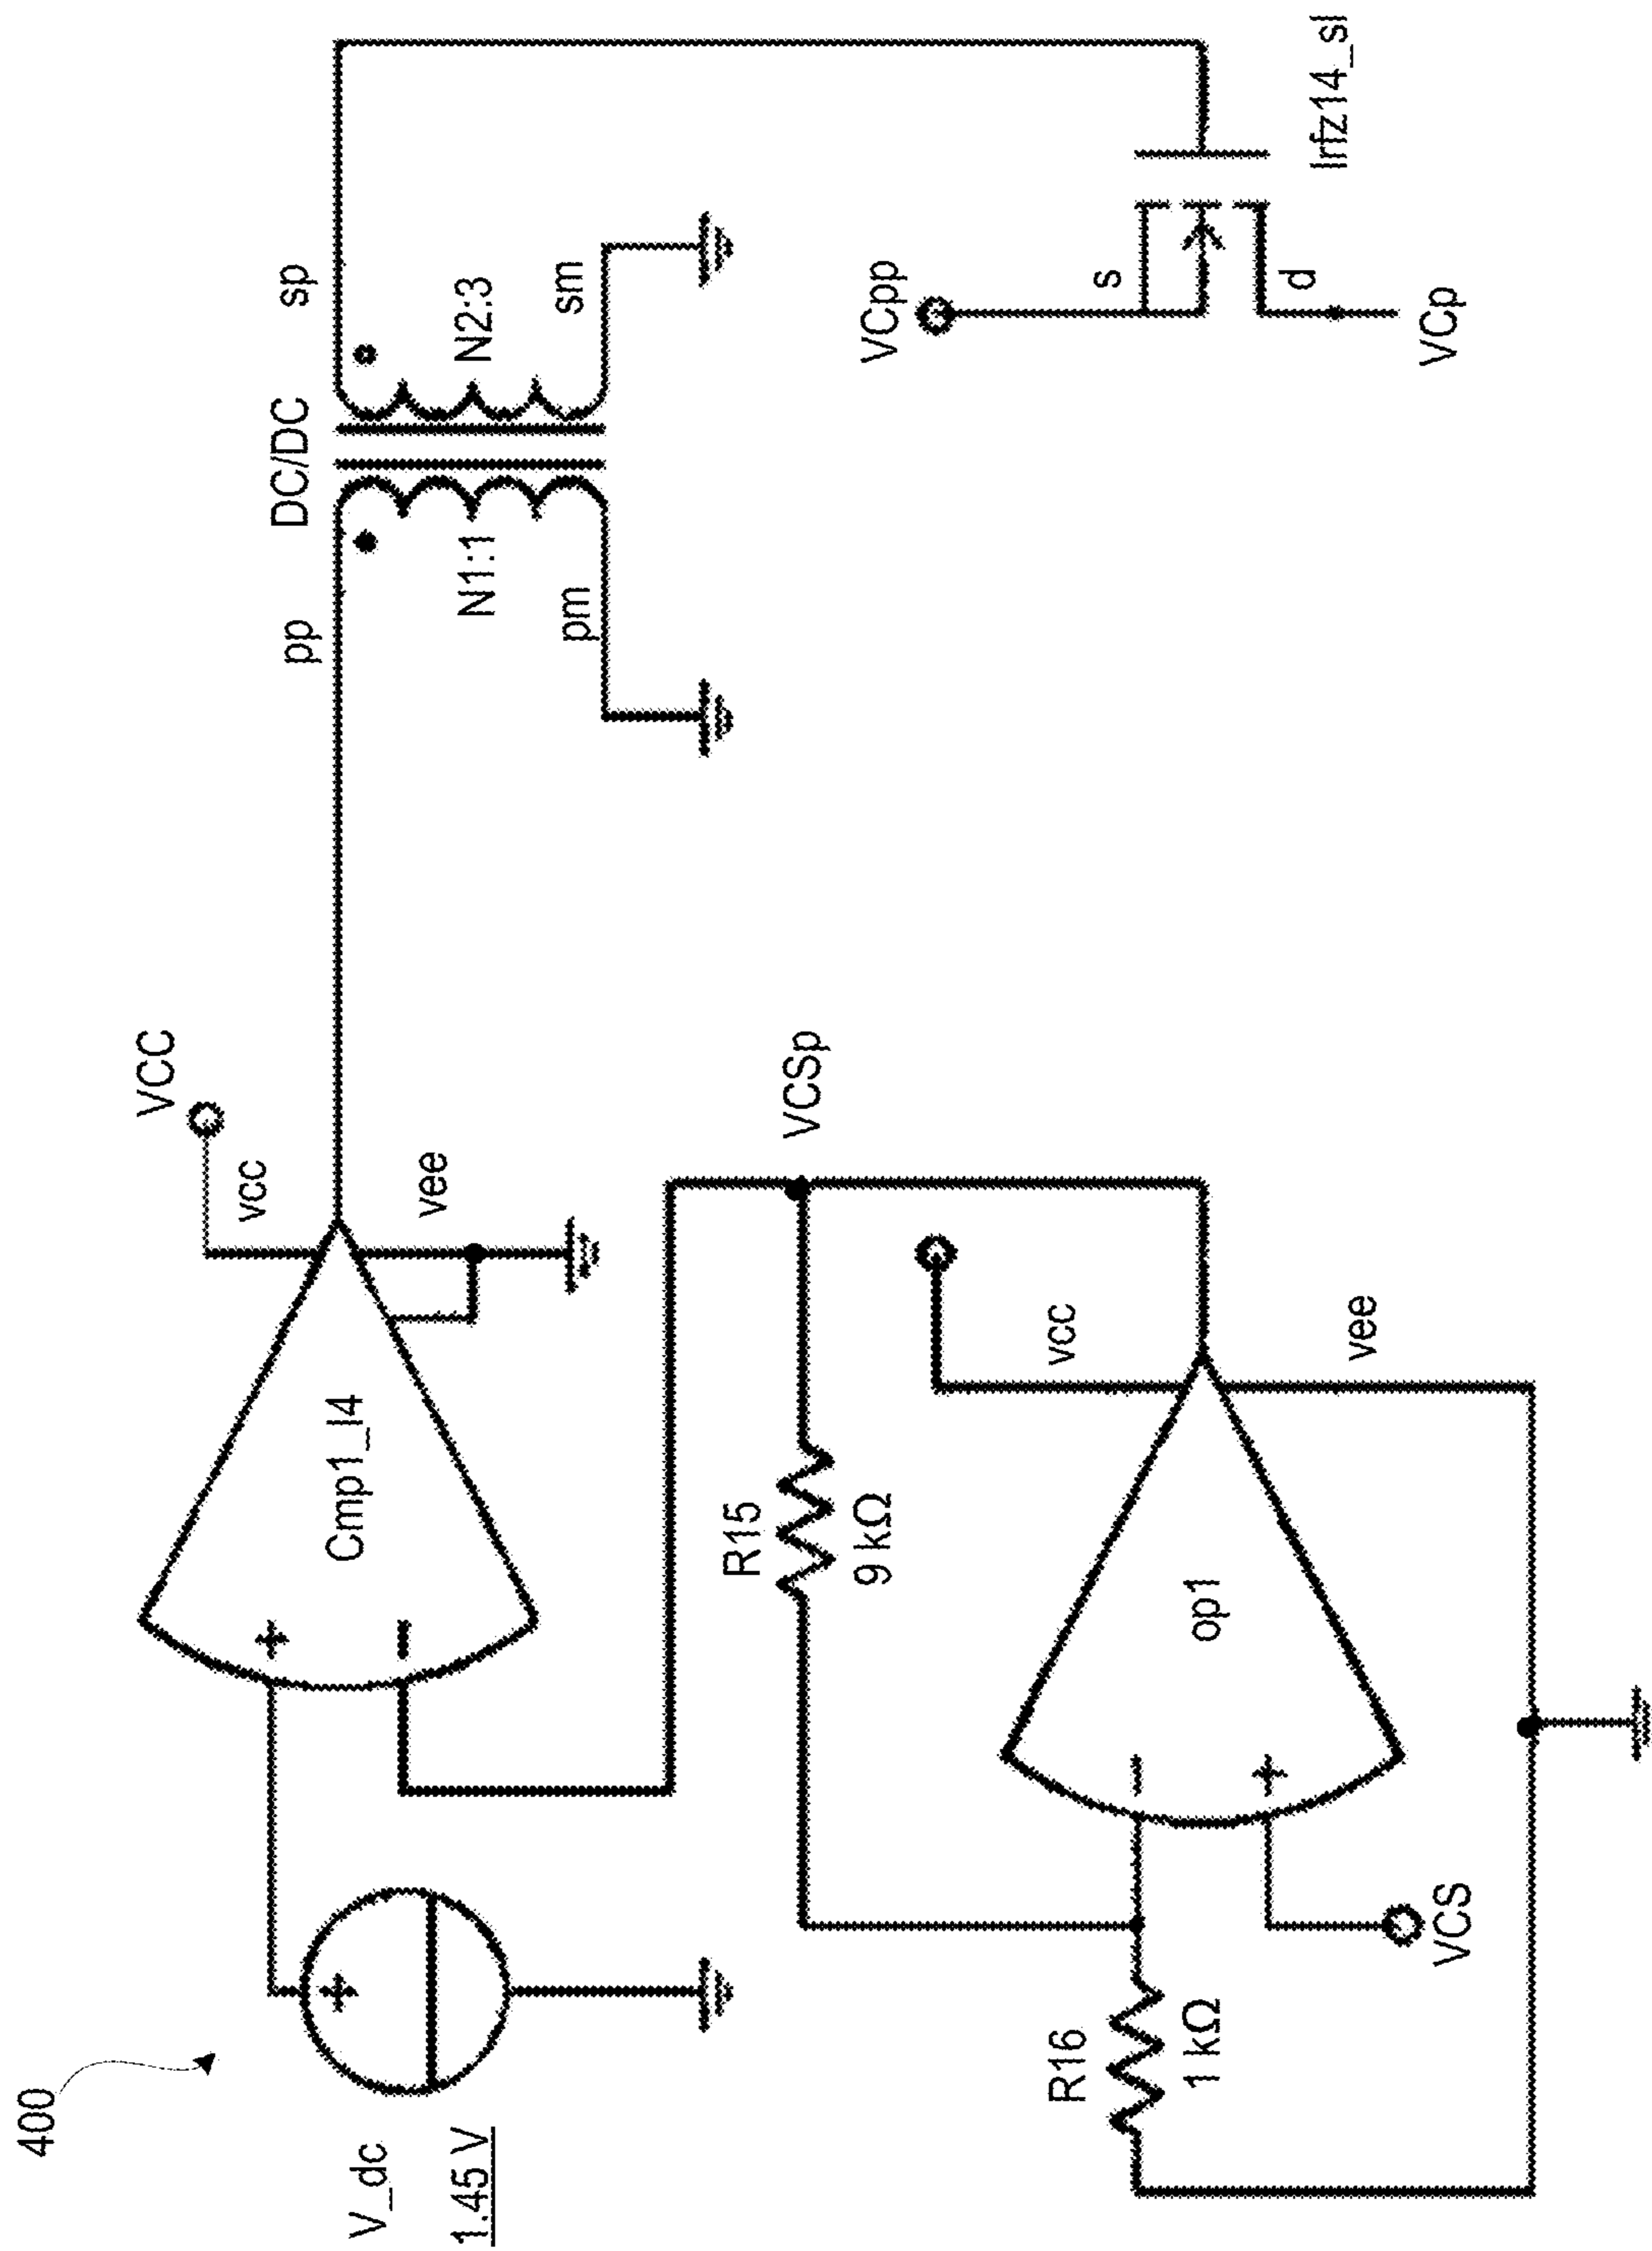 400
V_dc
1.45 V
+
Cmp1_l4
+
−
VCC
vcc
vee
pp
pm
N1:1
DC/DC
sp
N2:3
sm
VCSp
R15
9 kΩ
R16
1 kΩ
op1
−
+
VCS
vcc
vee
VCpp
s
d
VCp
Irfz14_sl